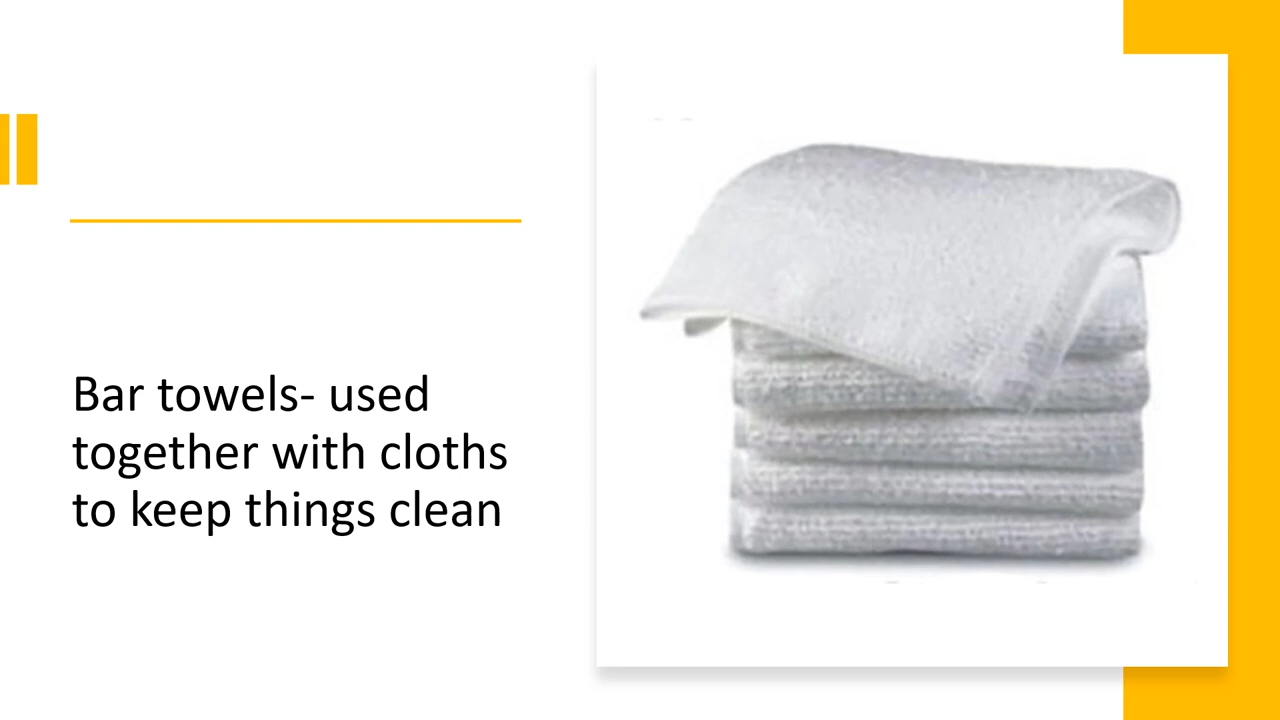 Bar towels- used
together with cloths
to keep things clean